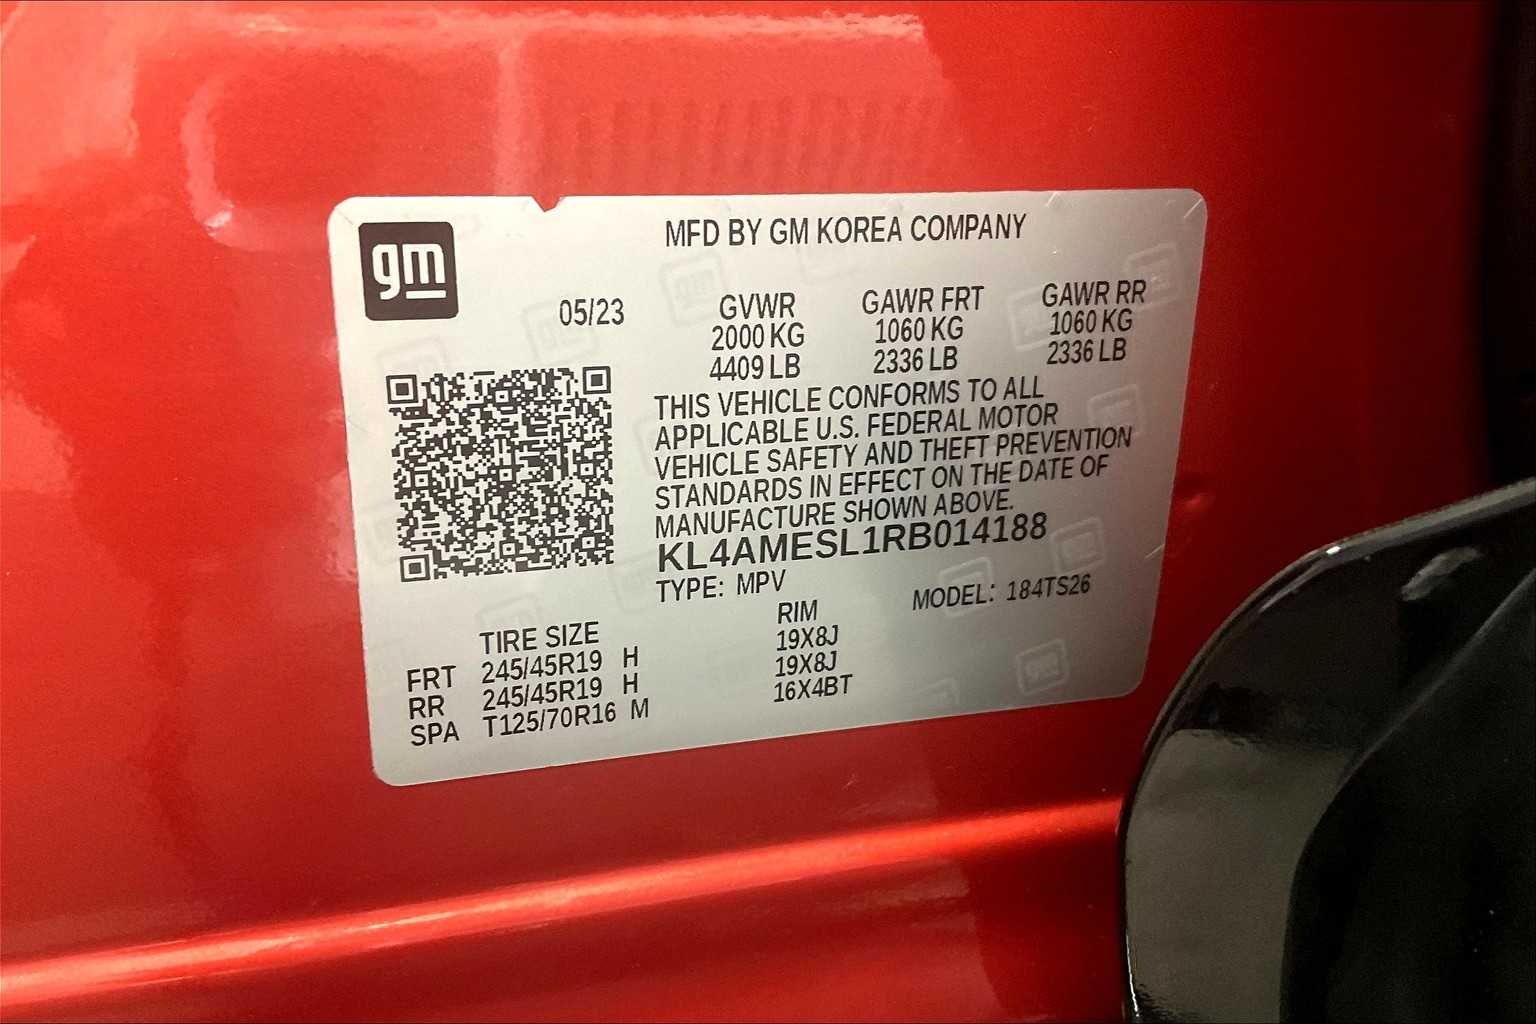 gm
MFD BY GM KOREA COMPANY
05/23 GVWR GAWR FRT GAWR RR
2000 KG 1060 KG 1060 KG
4409 LB 2336 LB 2336 LB
THIS VEHICLE CONFORMS TO ALL
APPLICABLE U.S. FEDERAL MOTOR
VEHICLE SAFETY AND THEFT PREVENTION
STANDARDS IN EFFECT ON THE DATE OF
MANUFACTURE SHOWN ABOVE.
KL4AMESL1RB014188
TYPE: MPV MODEL: 184TS26
TIRE SIZE RIM
FRT 245/45R19 H 19X8J
RR 245/45R19 H 19X8J
SPA T125/70R16 M 16X4BT